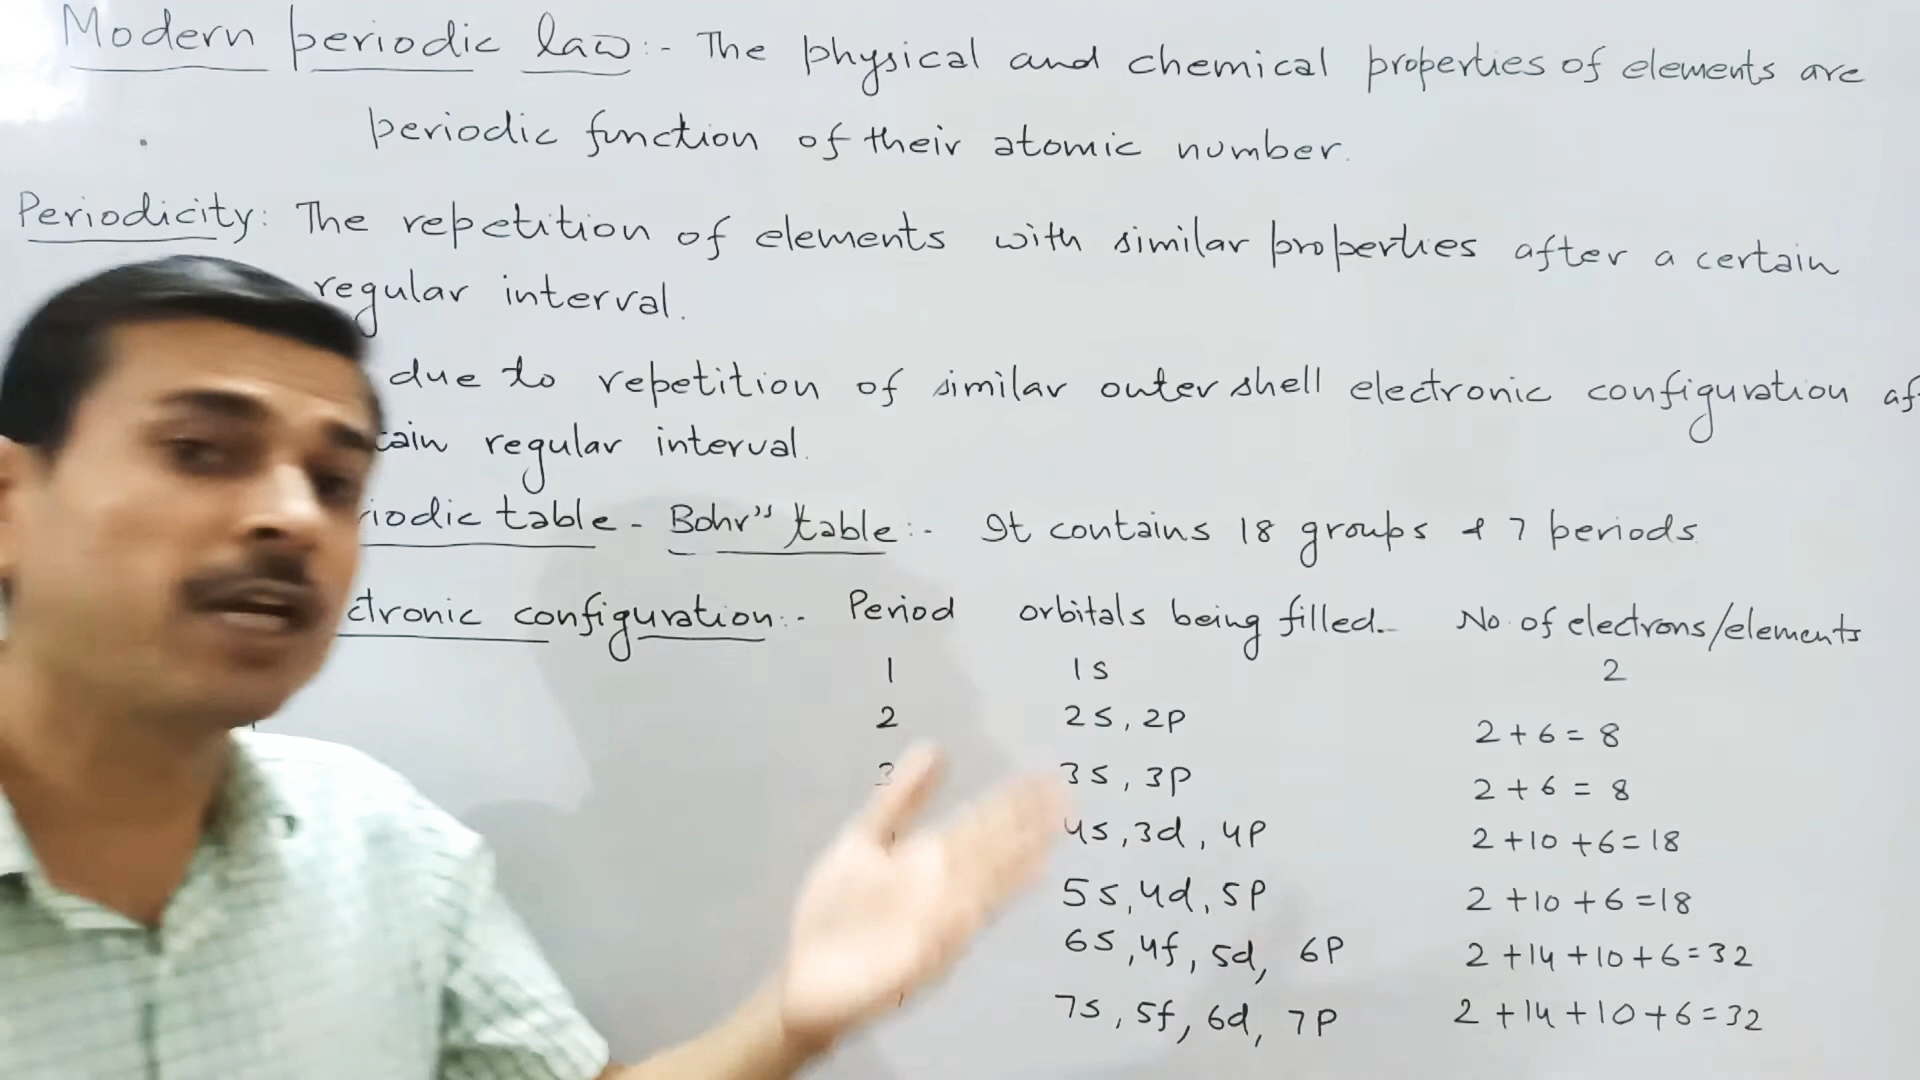 Modern periodic law:- The physical and chemical properties of elements are
periodic function of their atomic number.
Periodicity: The repetition of elements with similar properties after a certain
regular interval.
due to repetition of similar outer shell electronic configuration af
tain regular interval.
riodic table - Bohr's table:- It contains 18 groups & 7 periods
ctronic configuration:- Period orbitals being filled. No. of electrons/elements
1 1s 2
2 2s, 2p 2+6=8
3 3s, 3p 2+6=8
4s, 3d, 4p 2+10+6=18
5s, 4d, 5p 2+10+6=18
6s, 4f, 5d, 6p 2+14+10+6=32
7s, 5f, 6d, 7p 2+14+10+6=32